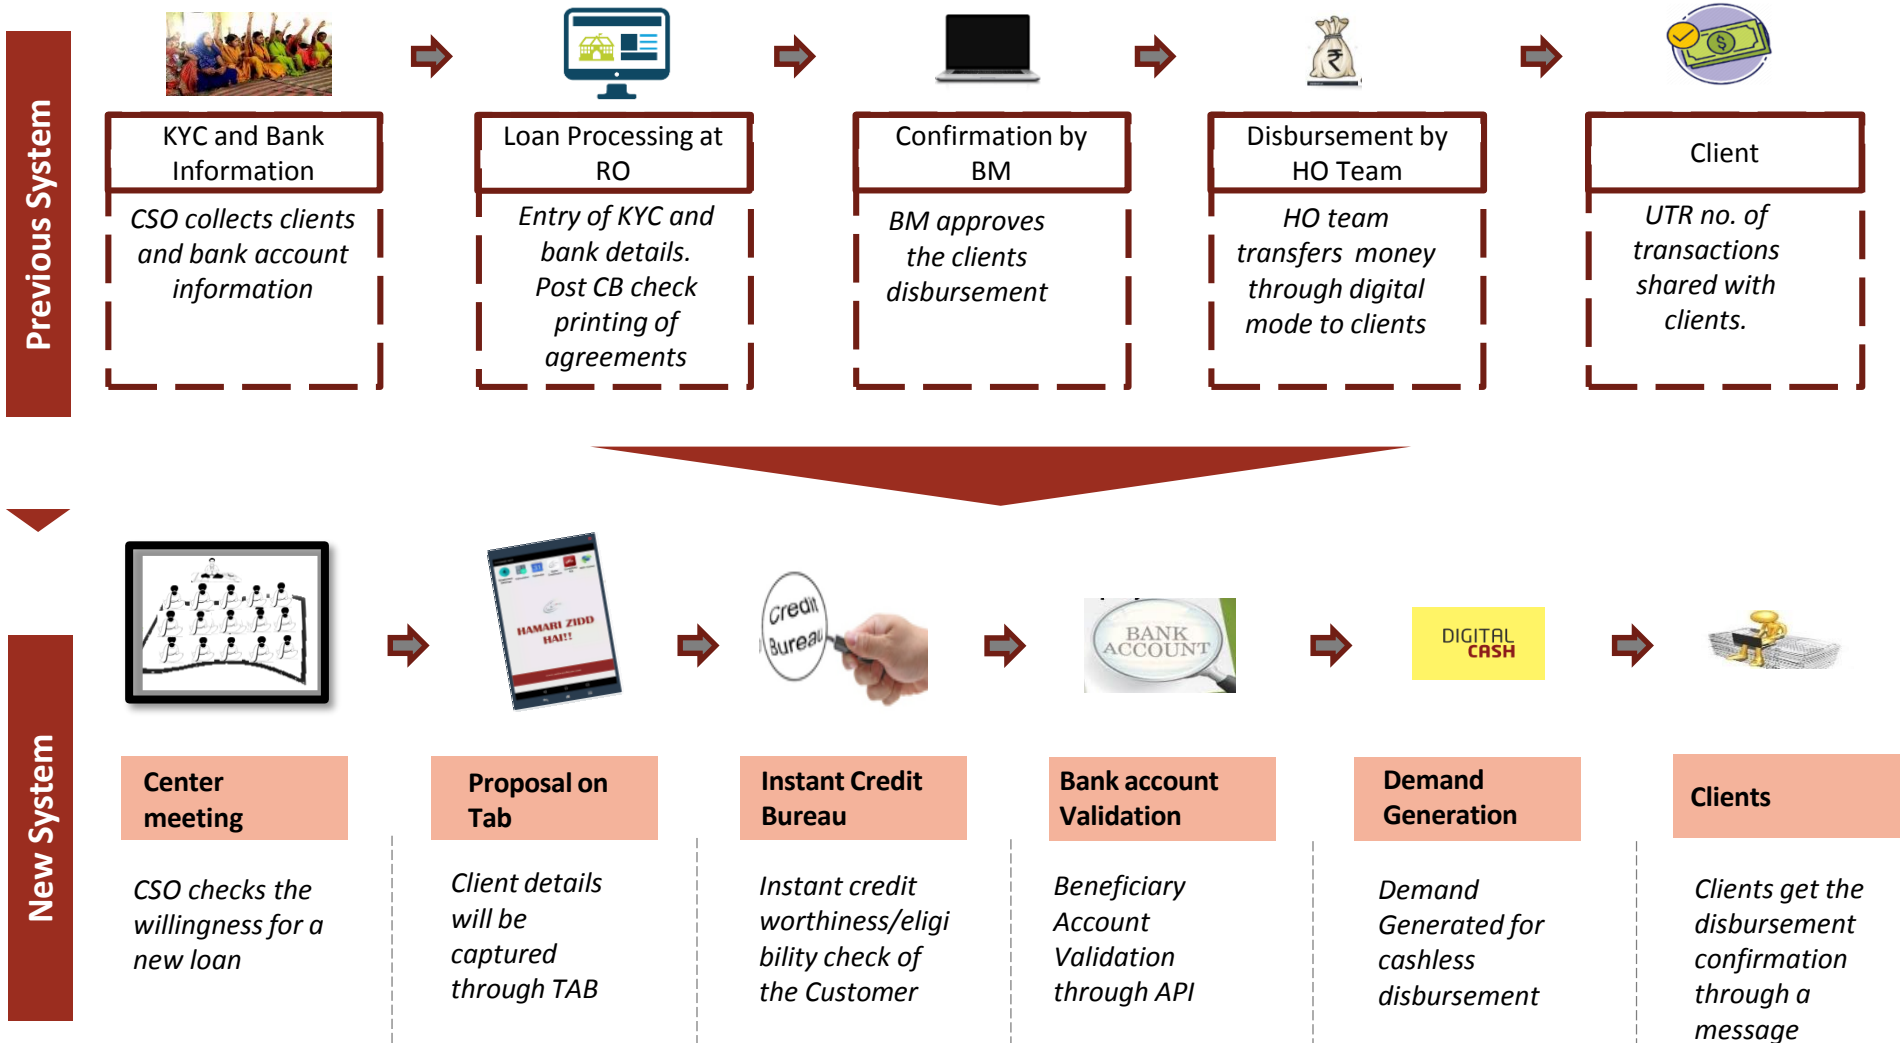 Previous System
KYC and Bank
Information
CSO collects clients
and bank account
information
Loan Processing at
RO
Entry of KYC and
bank details.
Post CB check
printing of
agreements
Confirmation by
BM
BM approves
the clients
disbursement
Disbursement by
HO Team
HO team
transfers money
through digital
mode to clients
Client
UTR no. of
transactions
shared with
clients.
New System
HAMARI ZIDD
HAI!!
Credit
Bureau
BANK
ACCOUNT
DIGITAL
CASH
Center
meeting
CSO checks the
willingness for a
new loan
Proposal on
Tab
Client details
will be
captured
through TAB
Instant Credit
Bureau
Instant credit
worthiness/eligi
bility check of
the Customer
Bank account
Validation
Beneficiary
Account
Validation
through API
Demand
Generation
Demand
Generated for
cashless
disbursement
Clients
Clients get the
disbursement
confirmation
through a
message